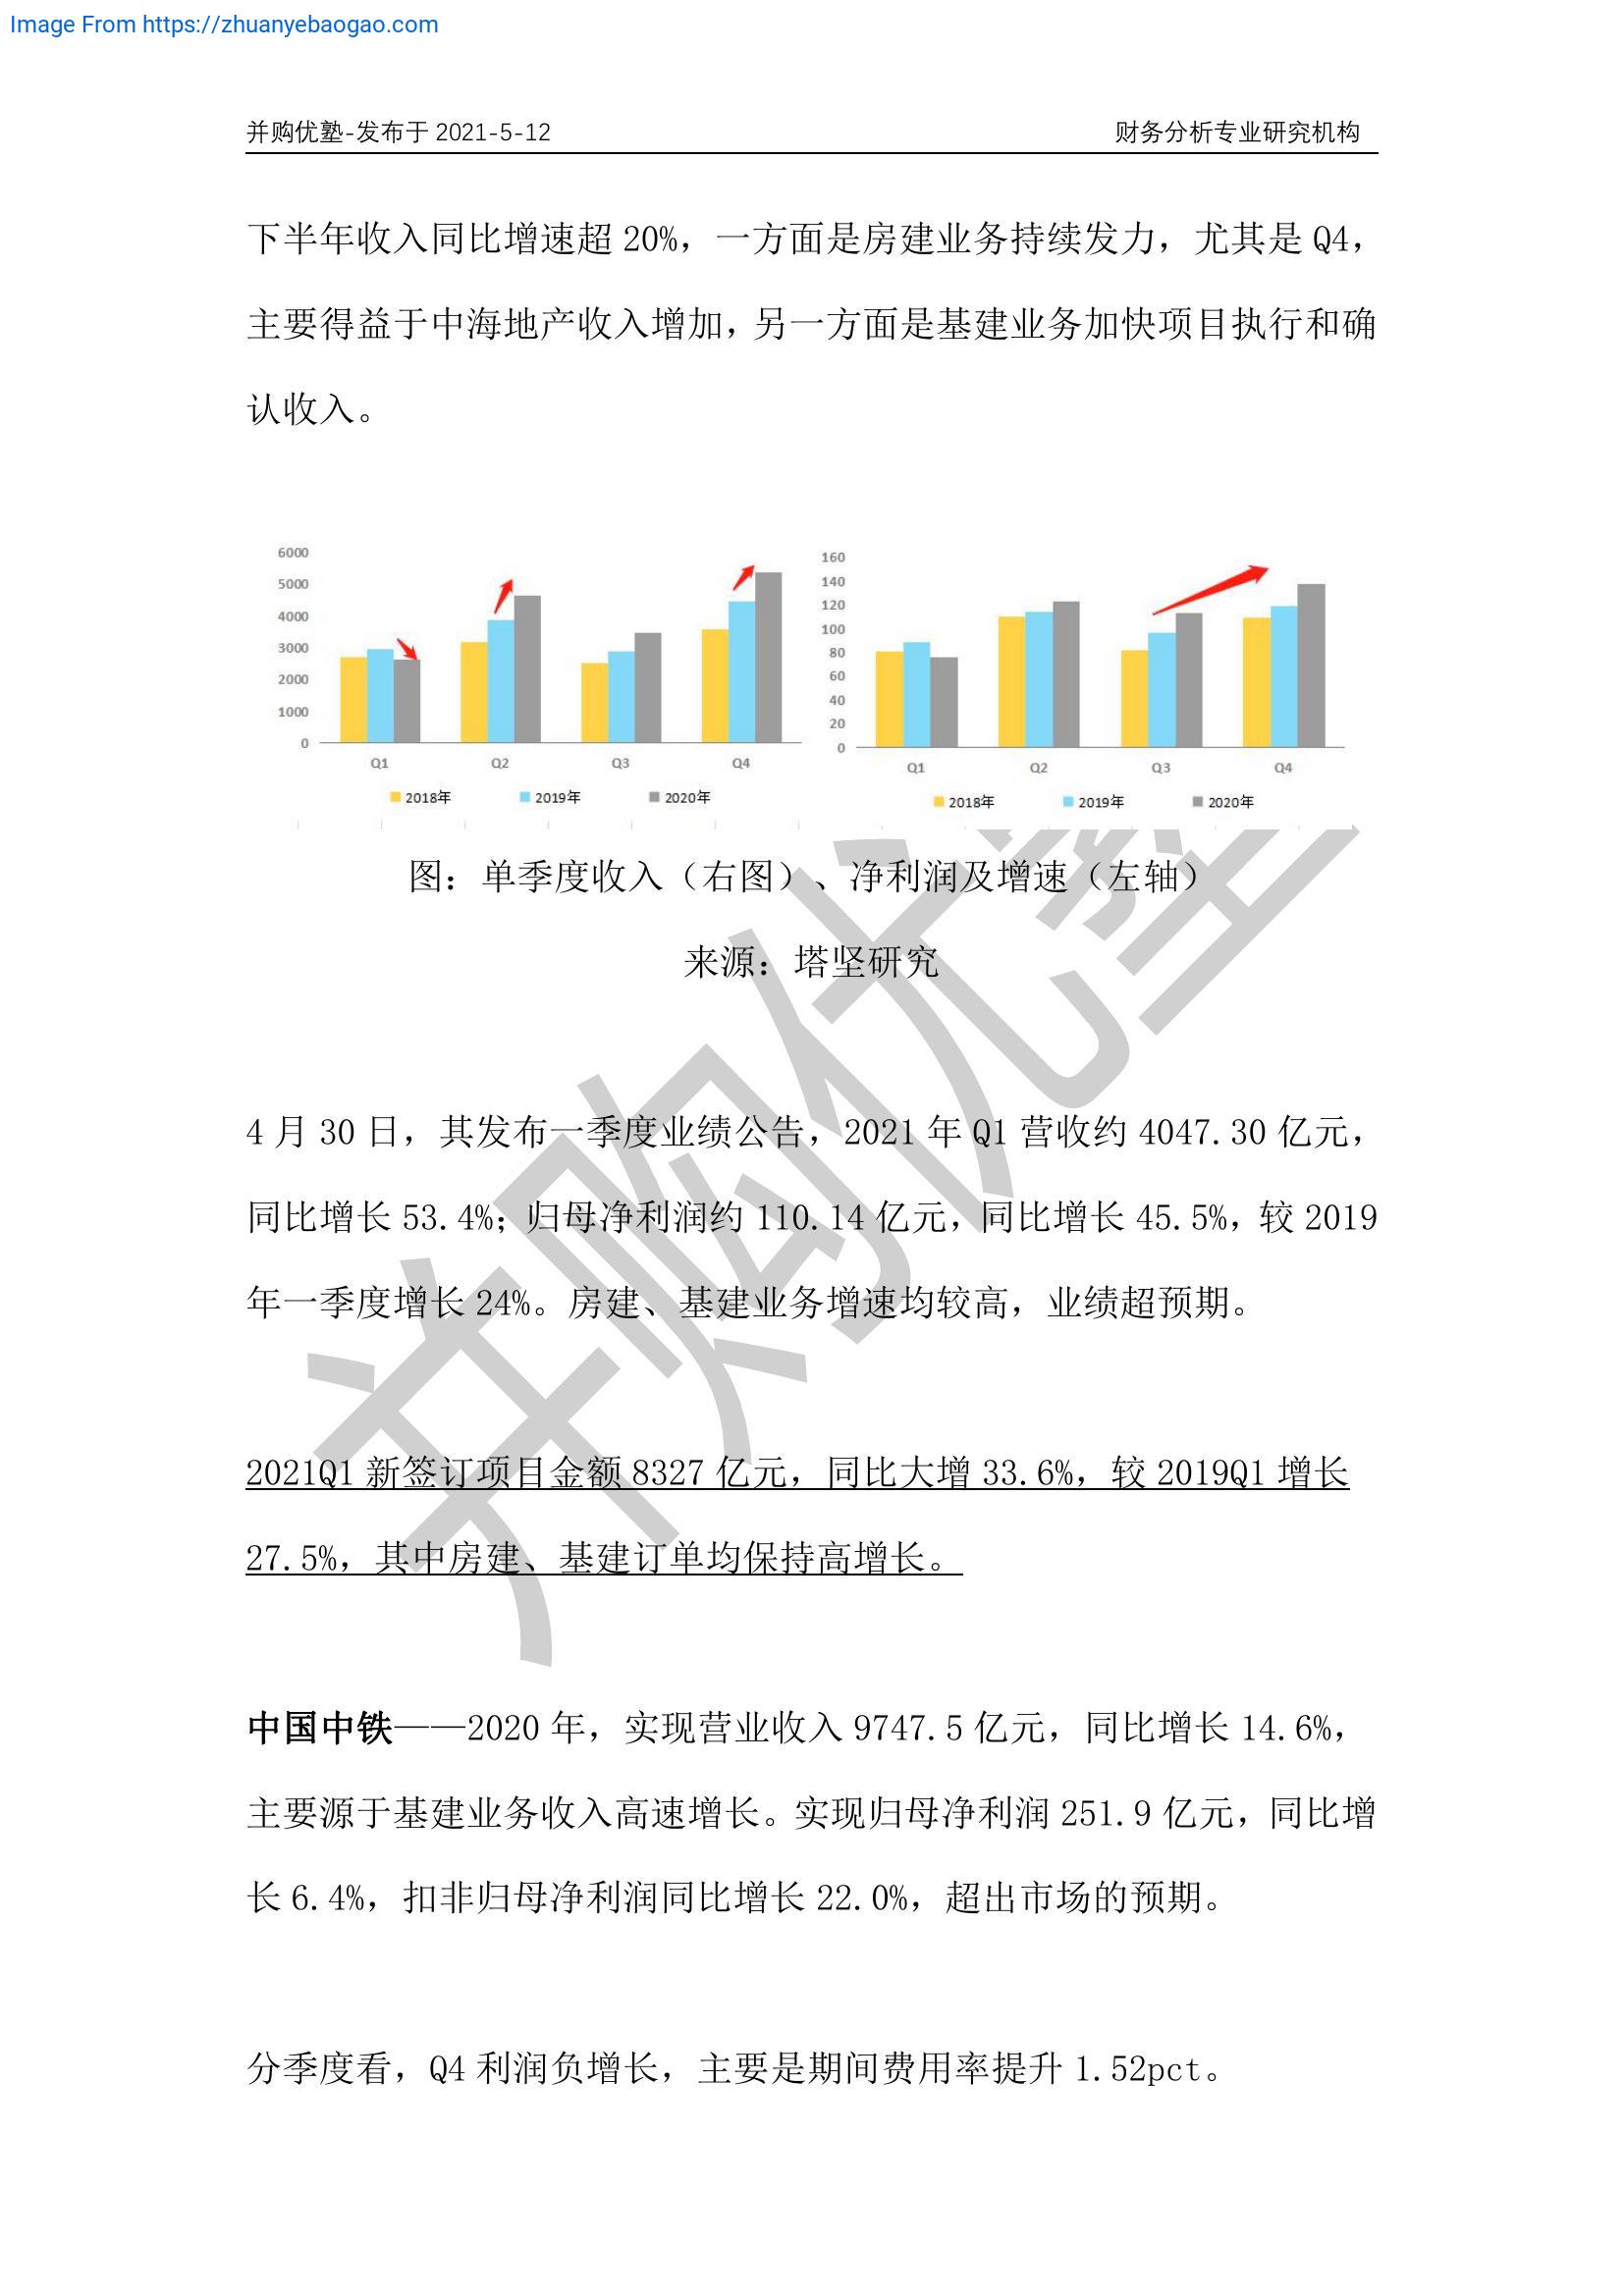 Image From https://zhuanyebaogao.com
并购优塾-发布于 2021-5-12 财务分析专业研究机构
下半年收入同比增速超 20%，一方面是房建业务持续发力，尤其是 Q4，
主要得益于中海地产收入增加，另一方面是基建业务加快项目执行和确
认收入。
6000
5000
4000
3000
2000
1000
0
Q1 Q2 Q3 Q4
2018年 2019年 2020年
160
140
120
100
80
60
40
20
0
Q1 Q2 Q3 Q4
2018年 2019年 2020年
图：单季度收入（右图）、净利润及增速（左轴）
来源：塔坚研究
4 月 30 日，其发布一季度业绩公告，2021 年 Q1 营收约 4047.30 亿元，
同比增长 53.4%；归母净利润约 110.14 亿元，同比增长 45.5%，较 2019
年一季度增长 24%。房建、基建业务增速均较高，业绩超预期。
2021Q1 新签订项目金额 8327 亿元，同比大增 33.6%，较 2019Q1 增长
27.5%，其中房建、基建订单均保持高增长。
中国中铁——2020 年，实现营业收入 9747.5 亿元，同比增长 14.6%，
主要源于基建业务收入高速增长。实现归母净利润 251.9 亿元，同比增
长 6.4%，扣非归母净利润同比增长 22.0%，超出市场的预期。
分季度看，Q4 利润负增长，主要是期间费用率提升 1.52pct。
并购优塾